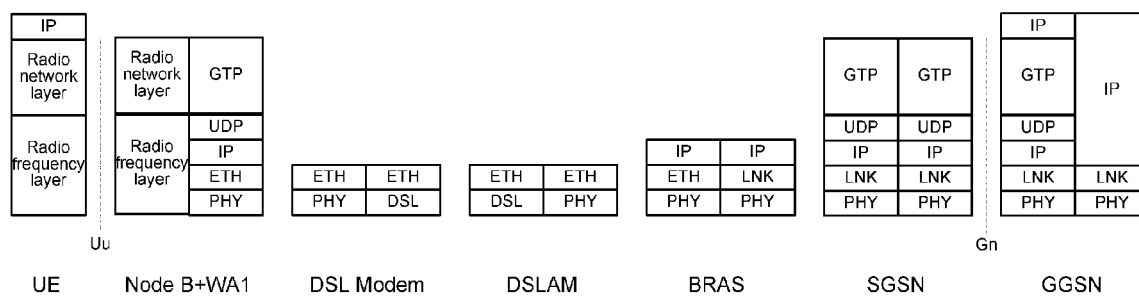 IP
Radio
network
layer
Radio
frequency
layer
Uu
UE
Radio
network
layer
GTP
Radio
frequency
layer
UDP
IP
ETH
PHY
Node B+WA1
ETH ETH
PHY DSL
DSL Modem
ETH ETH
DSL PHY
DSLAM
IP IP
ETH LNK
PHY PHY
BRAS
GTP GTP
UDP UDP
IP IP
LNK LNK
PHY PHY
SGSN
Gn
IP
GTP
IP
UDP
IP
LNK LNK
PHY PHY
GGSN